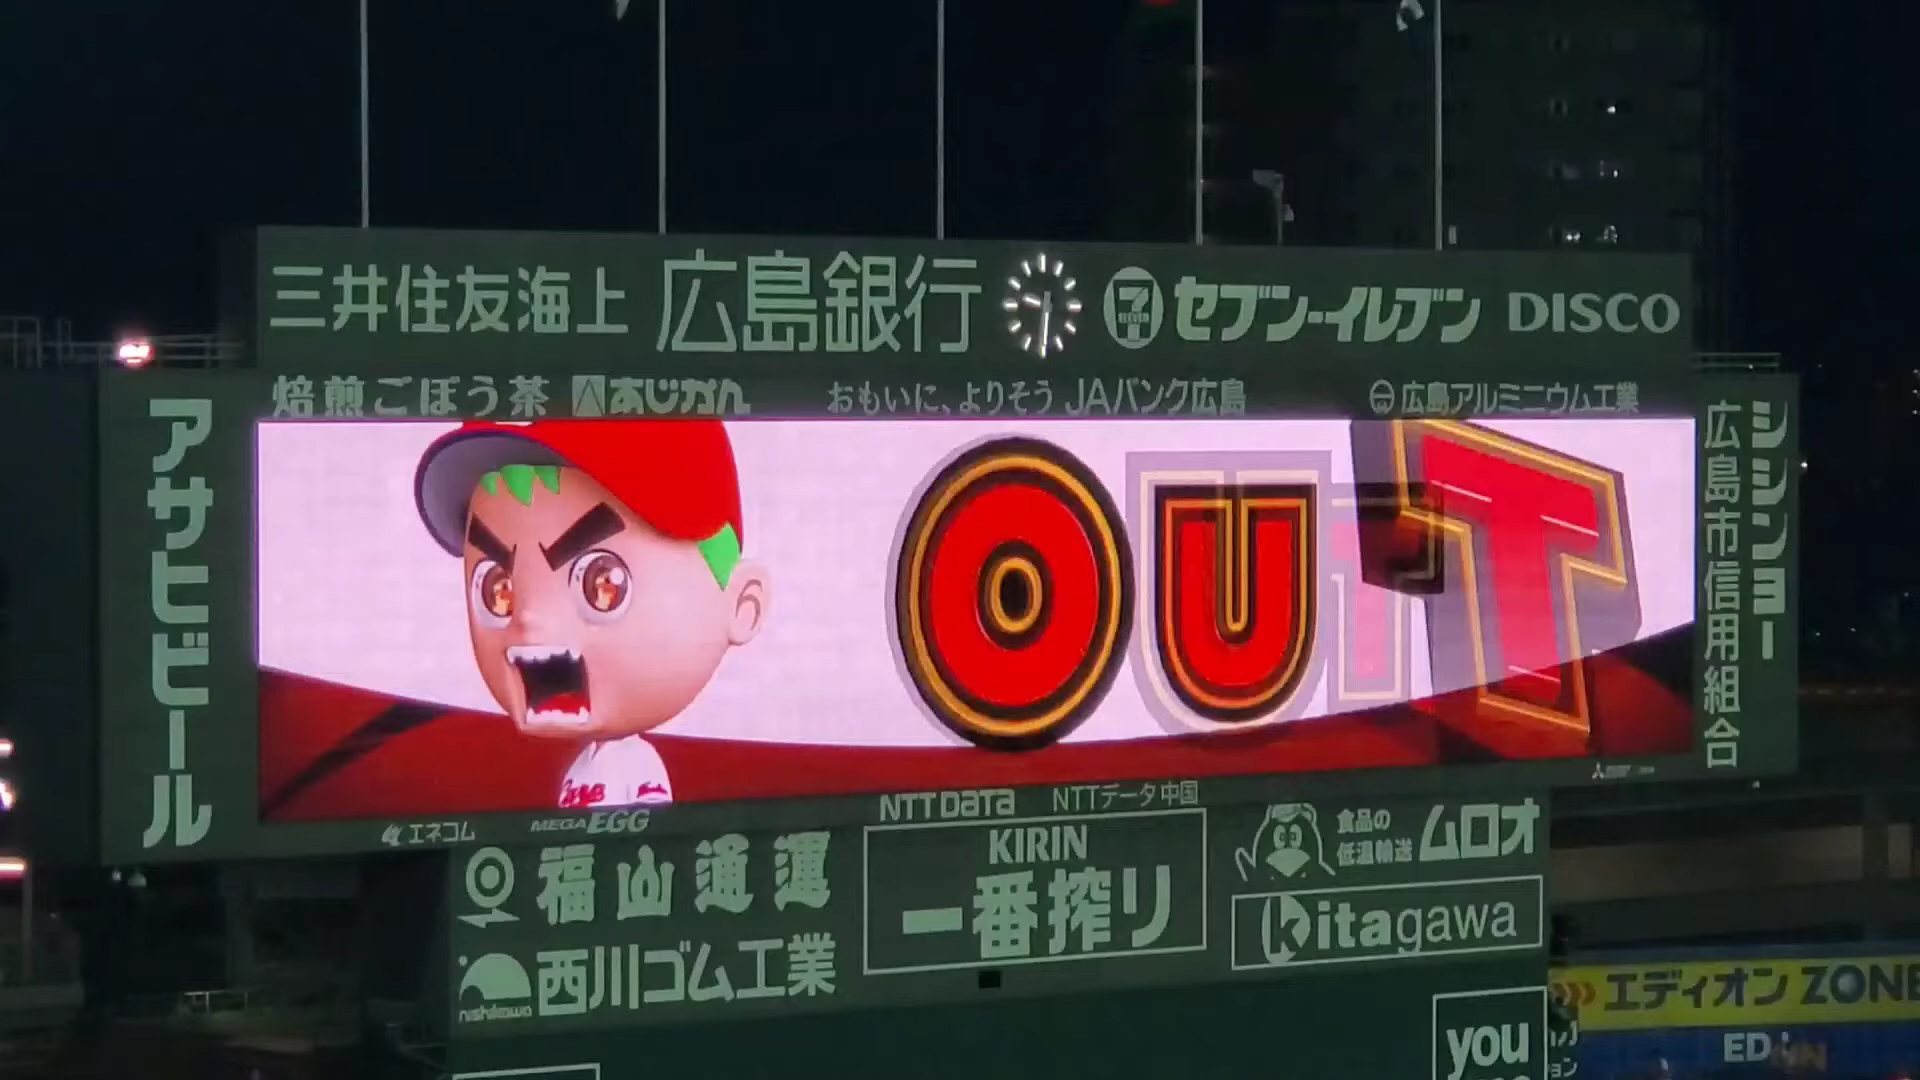 三井住友海上 広島銀行 7 ELEVEN セブン-イレブン DISCO
焙煎ごぼう茶 あじかん おもいに、よりそう JAバンク広島 広島アルミニウム工業
アサヒビール
OUT
シシンヨー
広島市信用組合
エネコム MEGA EGG NTT DATA NTTデータ中国
福山通運
KIRIN
一番搾り
食品の
低温輸送
ムロオ
kitagawa
nishikawa
西川ゴム工業
エディオン ZONE
you